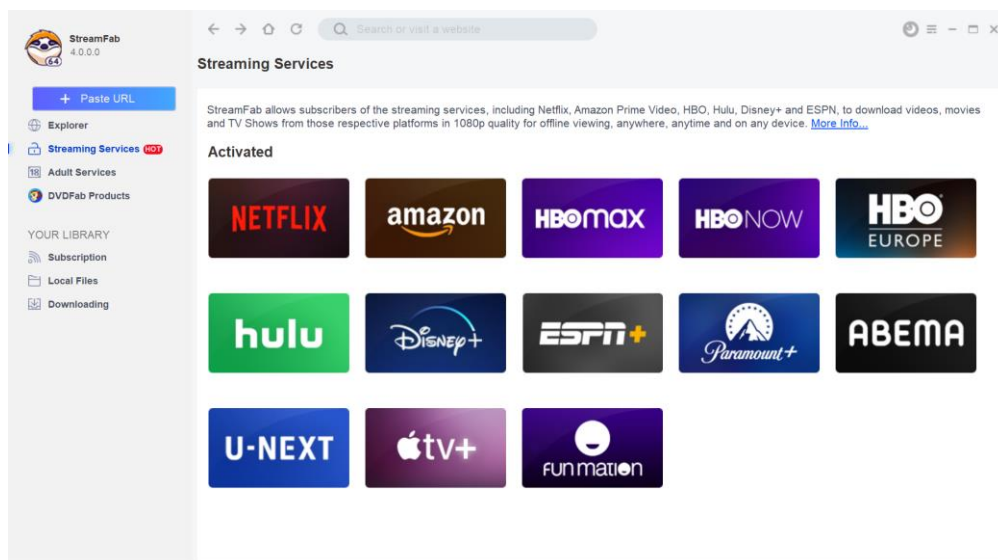 StreamFab
4.0.0.0
64
Search or visit a website
Streaming Services
+ Paste URL
Explorer
Streaming Services HOT
18 Adult Services
DVDFab Products
YOUR LIBRARY
Subscription
Local Files
Downloading
StreamFab allows subscribers of the streaming services, including Netflix, Amazon Prime Video, HBO, Hulu, Disney+ and ESPN, to download videos, movies
and TV Shows from those respective platforms in 1080p quality for offline viewing, anywhere, anytime and on any device. More Info...
Activated
NETFLIX
amazon
HBOmax
HBONOW
HBO
EUROPE
hulu
Disney+
ESPN+
Paramount+
ABEMA
U-NEXT
tv+
Funimation